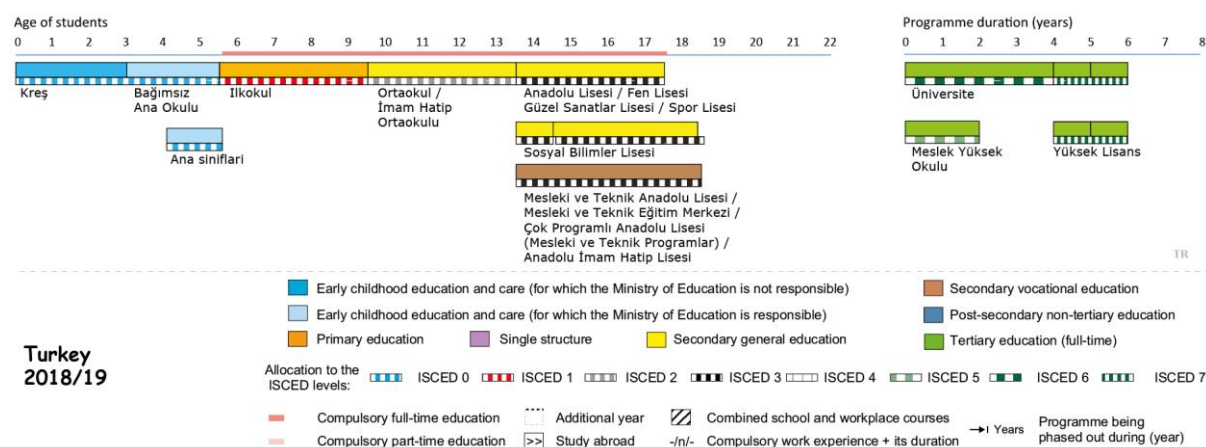 Age of students
Programme duration (years)
0 1 2 3 4 5 6 7 8 9 10 11 12 13 14 15 16 17 18 19 20 21 22
0 1 2 3 4 5 6 7 8
Kreş
Bağımsız
Ana Okulu
Ilkokul
Ortaokul /
İmam Hatip
Ortaokulu
Anadolu Lisesi / Fen Lisesi
Güzel Sanatlar Lisesi / Spor Lisesi
Üniversite
Ana siniflari
Sosyal Bilimler Lisesi
Meslek Yüksek
Okulu
Yüksek Lisans
Mesleki ve Teknik Anadolu Lisesi /
Mesleki ve Teknik Eğitim Merkezi /
Çok Programlı Anadolu Lisesi
(Mesleki ve Teknik Programlar) /
Anadolu İmam Hatip Lisesi
TR
Early childhood education and care (for which the Ministry of Education is not responsible)
Secondary vocational education
Early childhood education and care (for which the Ministry of Education is responsible)
Post-secondary non-tertiary education
Primary education
Single structure
Secondary general education
Tertiary education (full-time)
Turkey
2018/19
Allocation to the
ISCED levels:
ISCED 0
ISCED 1
ISCED 2
ISCED 3
ISCED 4
ISCED 5
ISCED 6
ISCED 7
Compulsory full-time education
Additional year
Combined school and workplace courses
Years
Programme being
phased out during (year)
Compulsory part-time education
>> Study abroad
-/n/- Compulsory work experience + its duration